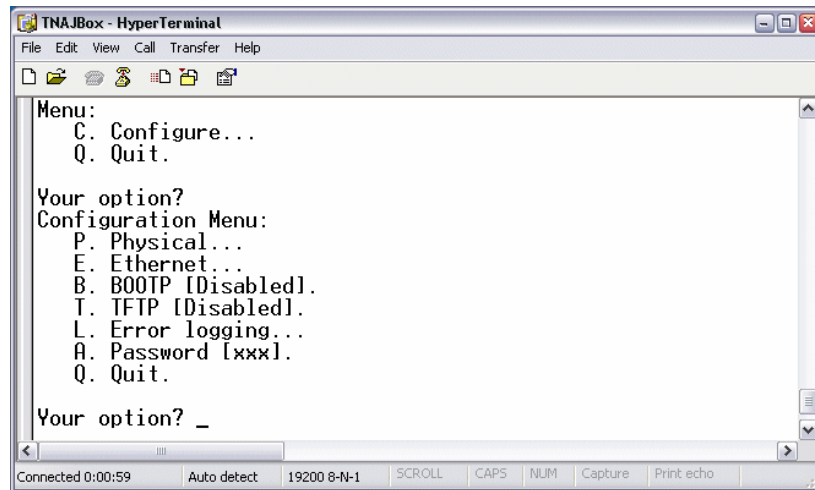 TNAJBox - HyperTerminal
File Edit View Call Transfer Help
Menu:
C. Configure...
Q. Quit.
Your option?
Configuration Menu:
P. Physical...
E. Ethernet...
B. BOOTP [Disabled].
T. TFTP [Disabled].
L. Error logging...
A. Password [xxx].
Q. Quit.
Your option? _
Connected 0:00:59 Auto detect 19200 8-N-1 SCROLL CAPS NUM Capture Print echo